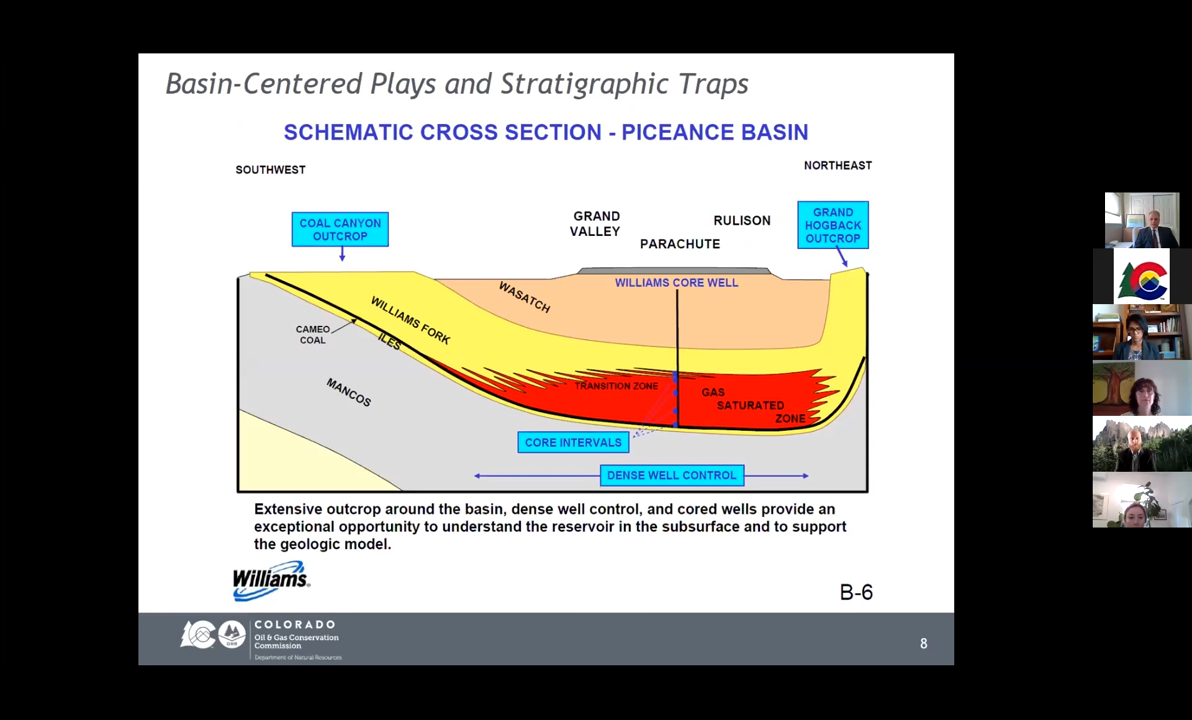 Basin-Centered Plays and Stratigraphic Traps
SCHEMATIC CROSS SECTION - PICEANCE BASIN
SOUTHWEST
NORTHEAST
COAL CANYON
OUTCROP
GRAND
VALLEY
PARACHUTE
RULISON
GRAND
HOGBACK
OUTCROP
WILLIAMS CORE WELL
WASATCH
WILLIAMS FORK
CAMEO
COAL
ILES
MANCOS
TRANSITION ZONE
GAS
SATURATED
ZONE
CORE INTERVALS
DENSE WELL CONTROL
Extensive outcrop around the basin, dense well control, and cored wells provide an
exceptional opportunity to understand the reservoir in the subsurface and to support
the geologic model.
Williams
B-6
COLORADO
Oil & Gas Conservation
Commission
Department of Natural Resources
8